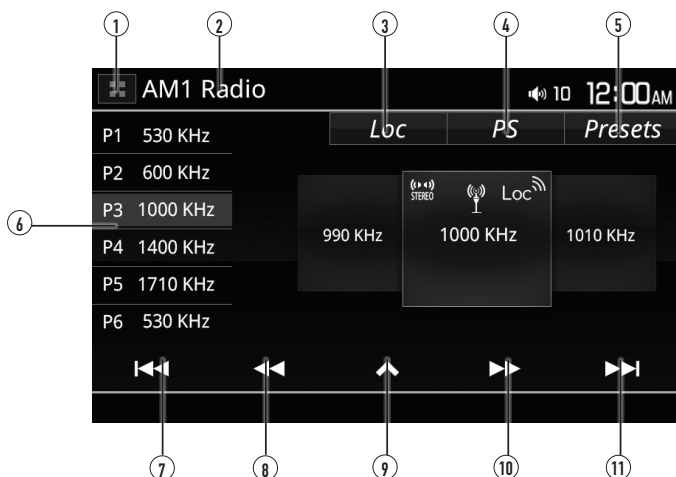 1 2 3 4 5
AM1 Radio 10 12:00AM
Loc PS Presets
P1 530 KHz
P2 600 KHz
P3 1000 KHz
P4 1400 KHz
P5 1710 KHz
P6 530 KHz
STEREO Loc
990 KHz 1000 KHz 1010 KHz
6
7 8 9 10 11